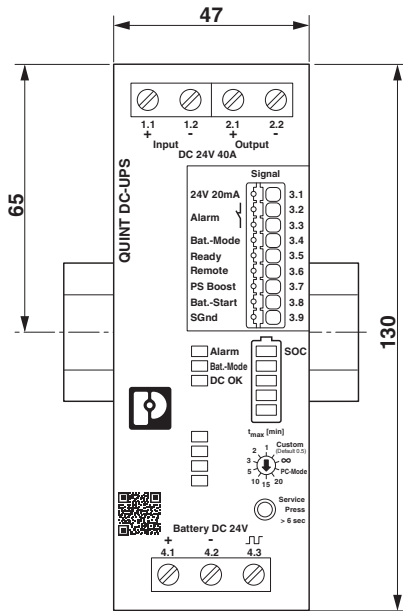 47
65
130
QUINT DC-UPS
1.1 1.2 2.1 2.2
+ - + -
Input Output
DC 24V 40A
Signal
24V 20mA 3.1
3.2
Alarm
3.3
Bat.-Mode 3.4
Ready 3.5
Remote 3.6
PS Boost 3.7
Bat.-Start 3.8
SGnd 3.9
Alarm SOC
Bat.-Mode
DC OK
tmax [min]
Custom
(Default 0.5)
2 1
3 ∞
5 PC-Mode
10 15 20
Service
Press
> 6 sec
Battery DC 24V
+ -
4.1 4.2 4.3